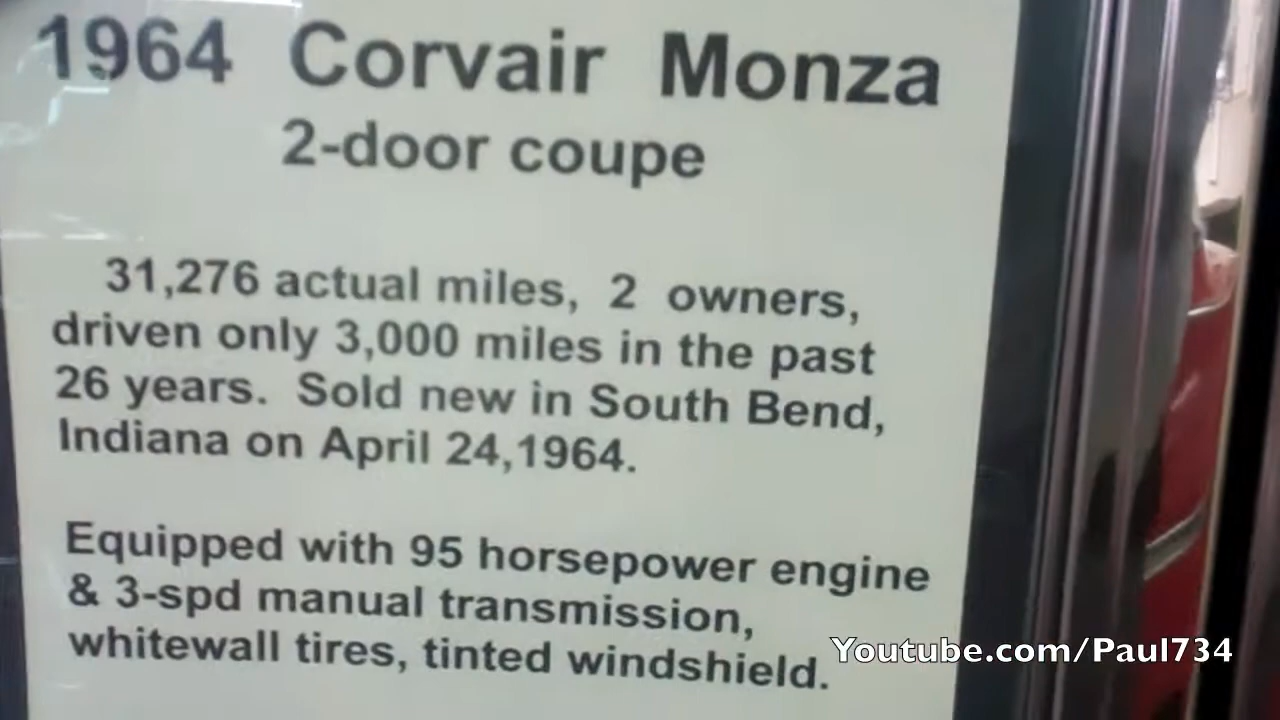 1964 Corvair Monza
2-door coupe
31,276 actual miles, 2 owners,
driven only 3,000 miles in the past
26 years. Sold new in South Bend,
Indiana on April 24,1964.
Equipped with 95 horsepower engine
& 3-spd manual transmission,
whitewall tires, tinted windshield.
Youtube.com/Paul734